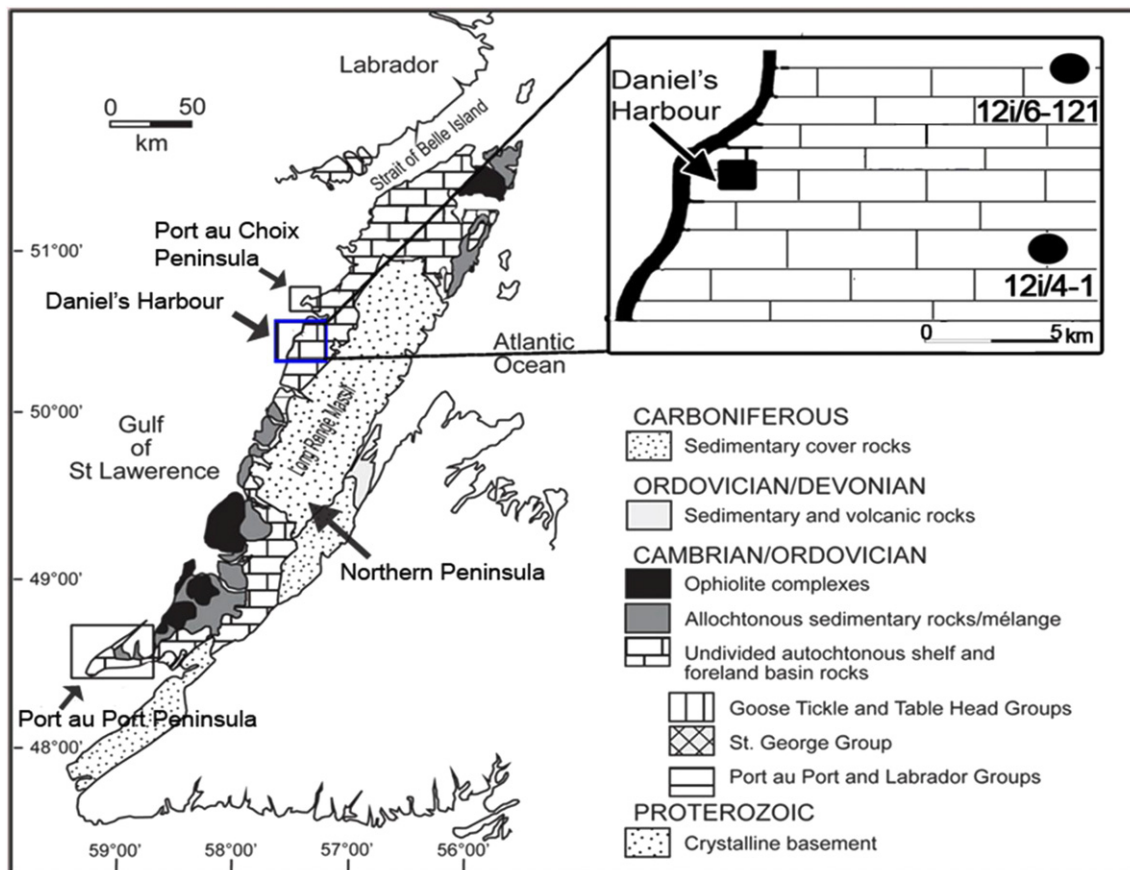 Labrador
0 50
km
Strait of Belle Island
Port au Choix
Peninsula
Daniel's Harbour
51°00'
Atlantic
Ocean
50°00'
Gulf
of
St Lawerence
Long Range Massif
49°00'
Northern Peninsula
Port au Port Peninsula
48°00'
59°00' 58°00' 57°00' 56°00'
Daniel's
Harbour
12i/6-121
12i/4-1
0 5 km
CARBONIFEROUS
Sedimentary cover rocks
ORDOVICIAN/DEVONIAN
Sedimentary and volcanic rocks
CAMBRIAN/ORDOVICIAN
Ophiolite complexes
Allochtonous sedimentary rocks/mélange
Undivided autochtonous shelf and
foreland basin rocks
Goose Tickle and Table Head Groups
St. George Group
Port au Port and Labrador Groups
PROTEROZOIC
Crystalline basement